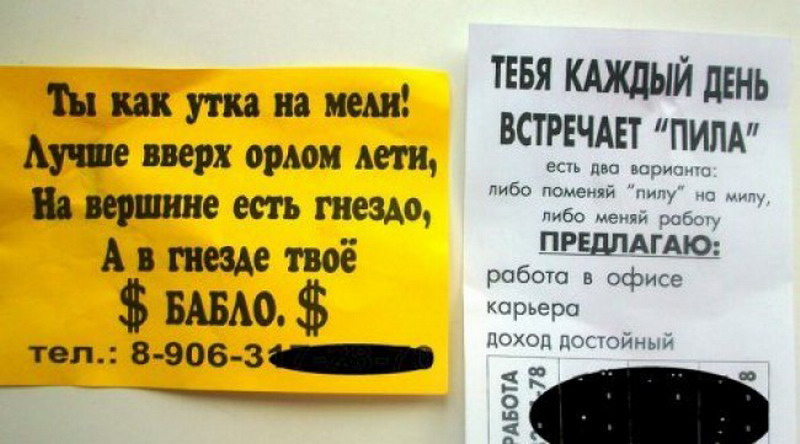 Ты как утка на мели!
Лучше вверх орлом лети,
На вершине есть гнездо,
А в гнезде твоё
$ БАБЛО. $
тел.: 8-906-31
ТЕБЯ КАЖДЫЙ ДЕНЬ
ВСТРЕЧАЕТ "ПИЛА"
есть два варианта:
либо поменяй "пилу" на милу,
либо меняй работу
ПРЕДЛАГАЮ:
работа в офисе
карьера
доход достойный
РАБОТА